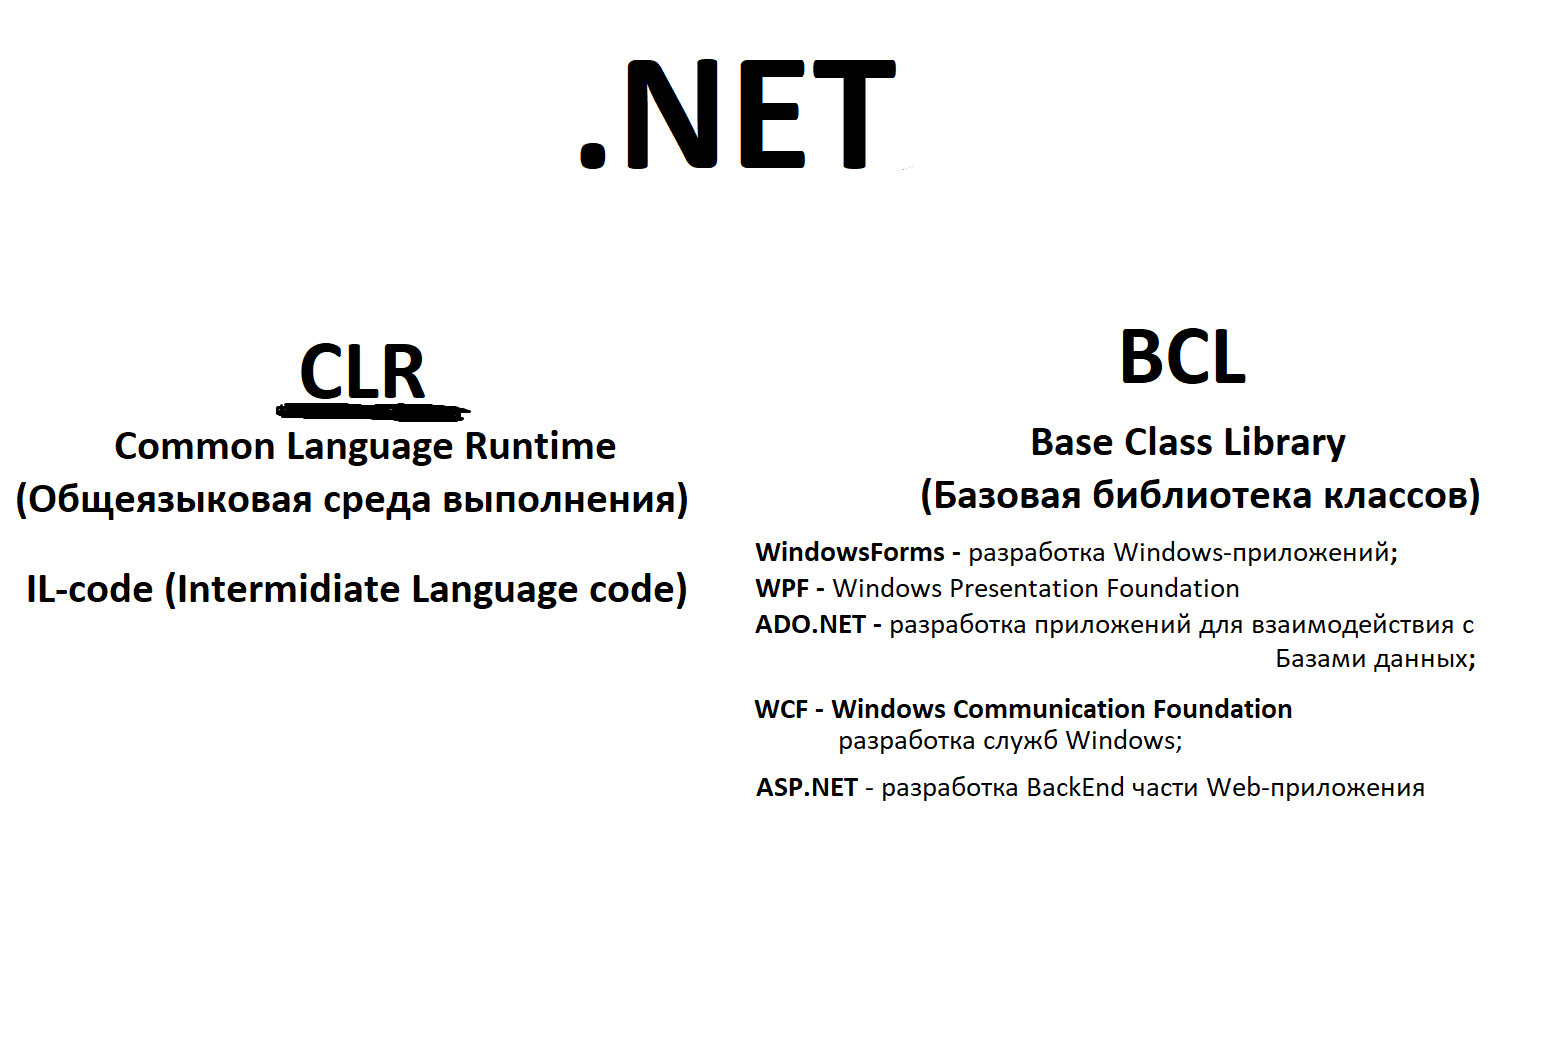 .NET
CLR
Common Language Runtime
(Общеязыковая среда выполнения)
IL-code (Intermidiate Language code)
BCL
Base Class Library
(Базовая библиотека классов)
WindowsForms - разработка Windows-приложений;
WPF - Windows Presentation Foundation
ADO.NET - разработка приложений для взаимодействия с
Базами данных;
WCF - Windows Communication Foundation
разработка служб Windows;
ASP.NET - разработка BackEnd части Web-приложения